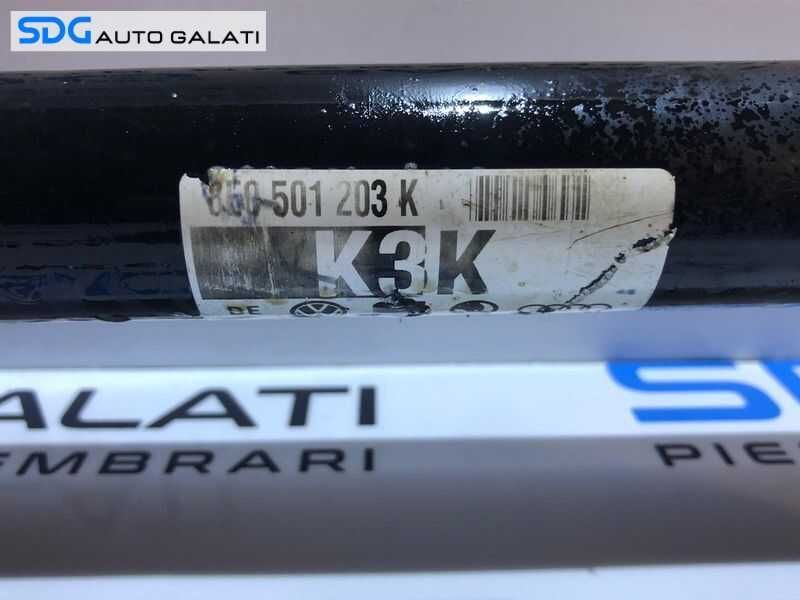 SDG AUTO GALATI
501 203 K
K3K
DE
ALATI
EMBRARI
PIE